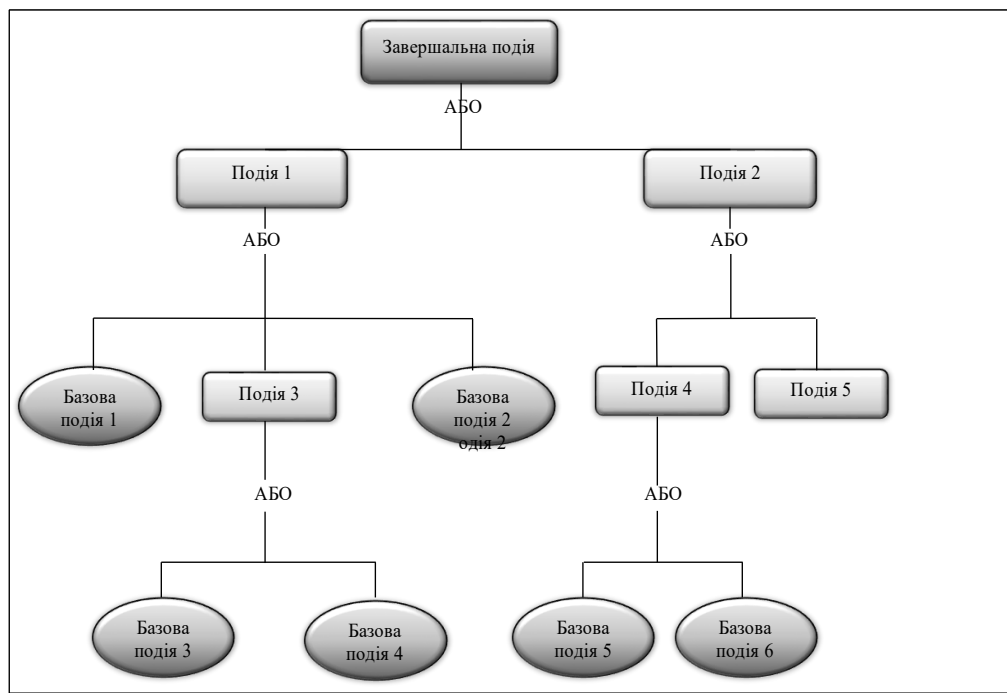 Завершальна подія
АБО
Подія 1
Подія 2
АБО
АБО
Базова
подія 1
Подія 3
Базова
подія 2
одія 2
Подія 4
Подія 5
АБО
АБО
Базова
подія 3
Базова
подія 4
Базова
подія 5
Базова
подія 6